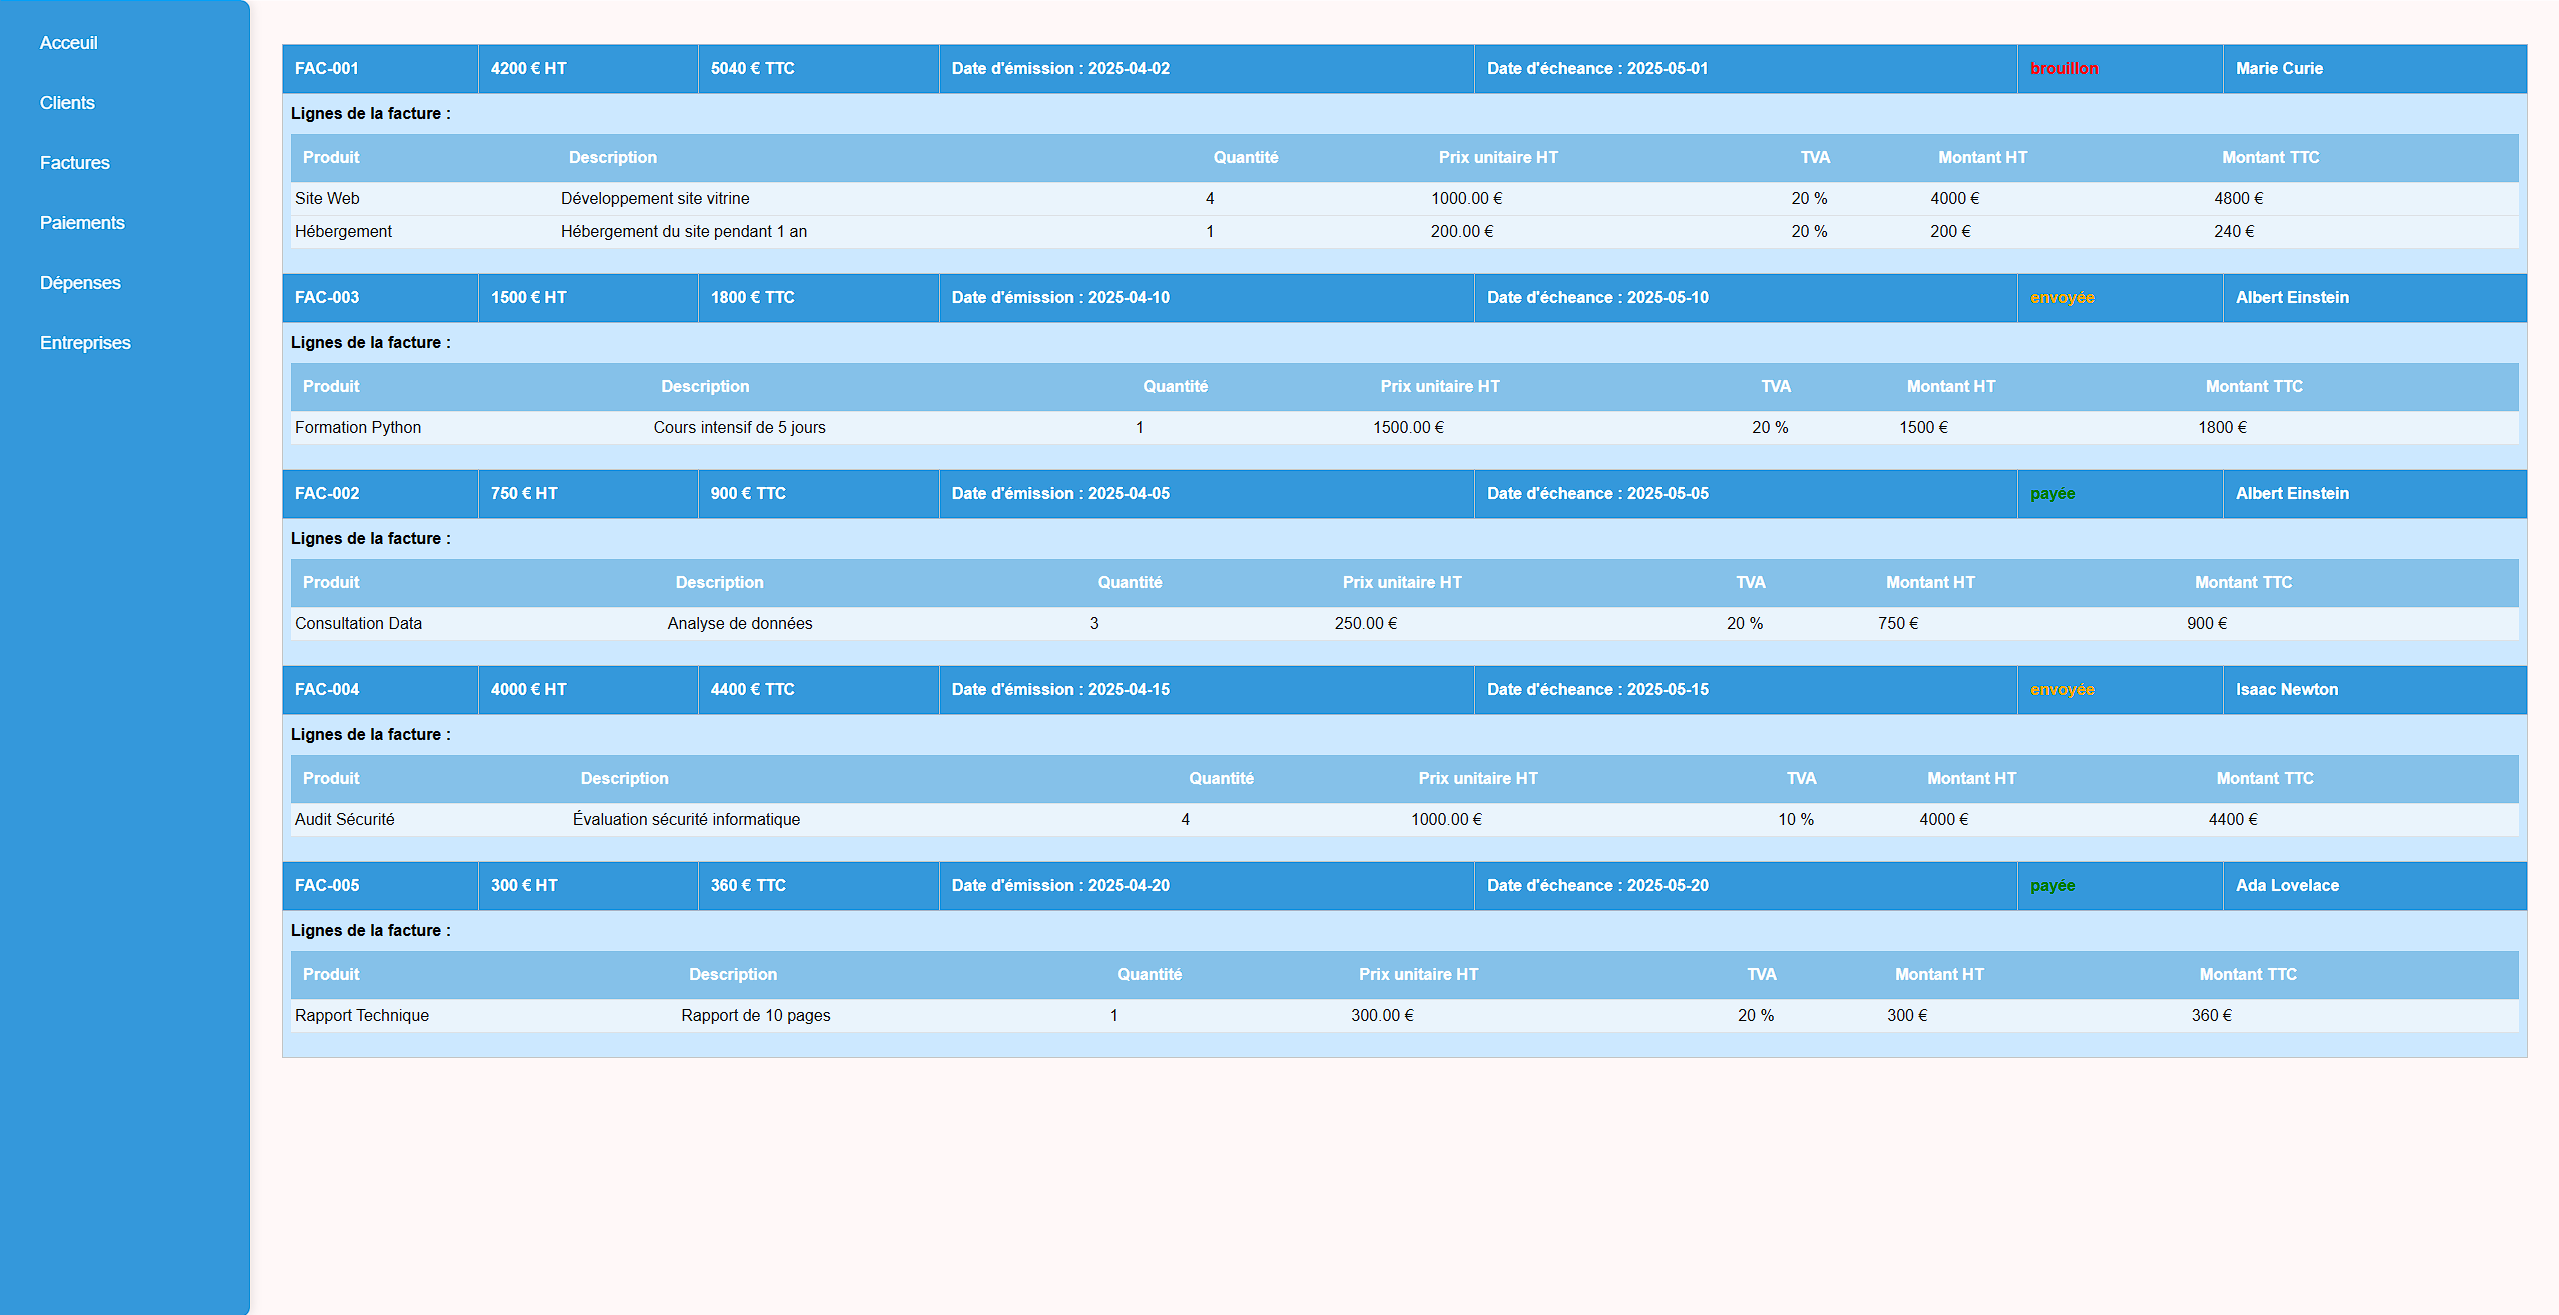 Acceuil
Clients
Factures
Paiements
Dépenses
Entreprises
FAC-001 4200 € HT 5040 € TTC Date d'émission : 2025-04-02 Date d'écheance : 2025-05-01 brouillon Marie Curie
Lignes de la facture :
Produit Description Quantité Prix unitaire HT TVA Montant HT Montant TTC
Site Web Développement site vitrine 4 1000.00 € 20 % 4000 € 4800 €
Hébergement Hébergement du site pendant 1 an 1 200.00 € 20 % 200 € 240 €
FAC-003 1500 € HT 1800 € TTC Date d'émission : 2025-04-10 Date d'écheance : 2025-05-10 envoyée Albert Einstein
Lignes de la facture :
Produit Description Quantité Prix unitaire HT TVA Montant HT Montant TTC
Formation Python Cours intensif de 5 jours 1 1500.00 € 20 % 1500 € 1800 €
FAC-002 750 € HT 900 € TTC Date d'émission : 2025-04-05 Date d'écheance : 2025-05-05 payée Albert Einstein
Lignes de la facture :
Produit Description Quantité Prix unitaire HT TVA Montant HT Montant TTC
Consultation Data Analyse de données 3 250.00 € 20 % 750 € 900 €
FAC-004 4000 € HT 4400 € TTC Date d'émission : 2025-04-15 Date d'écheance : 2025-05-15 envoyée Isaac Newton
Lignes de la facture :
Produit Description Quantité Prix unitaire HT TVA Montant HT Montant TTC
Audit Sécurité Évaluation sécurité informatique 4 1000.00 € 10 % 4000 € 4400 €
FAC-005 300 € HT 360 € TTC Date d'émission : 2025-04-20 Date d'écheance : 2025-05-20 payée Ada Lovelace
Lignes de la facture :
Produit Description Quantité Prix unitaire HT TVA Montant HT Montant TTC
Rapport Technique Rapport de 10 pages 1 300.00 € 20 % 300 € 360 €